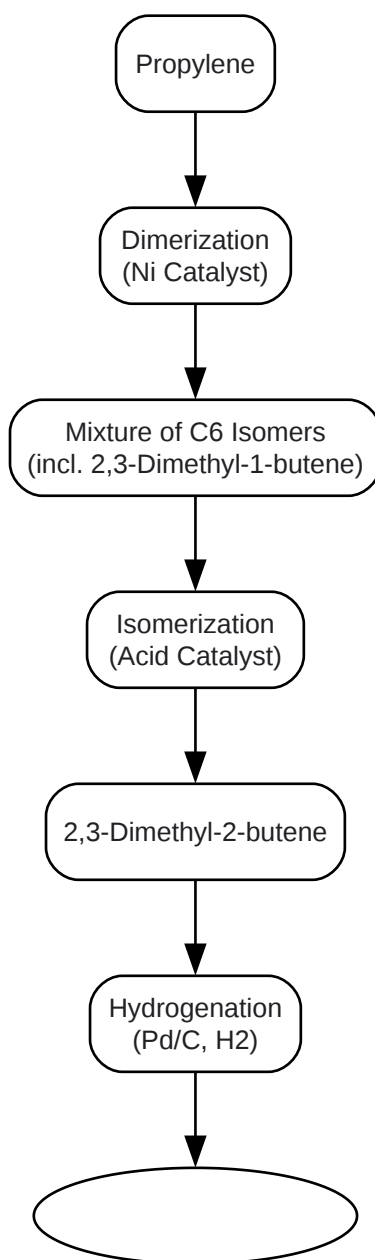 Propylene
Dimerization
(Ni Catalyst)
Mixture of C6 Isomers
(incl. 2,3-Dimethyl-1-butene)
Isomerization
(Acid Catalyst)
2,3-Dimethyl-2-butene
Hydrogenation
(Pd/C, H2)